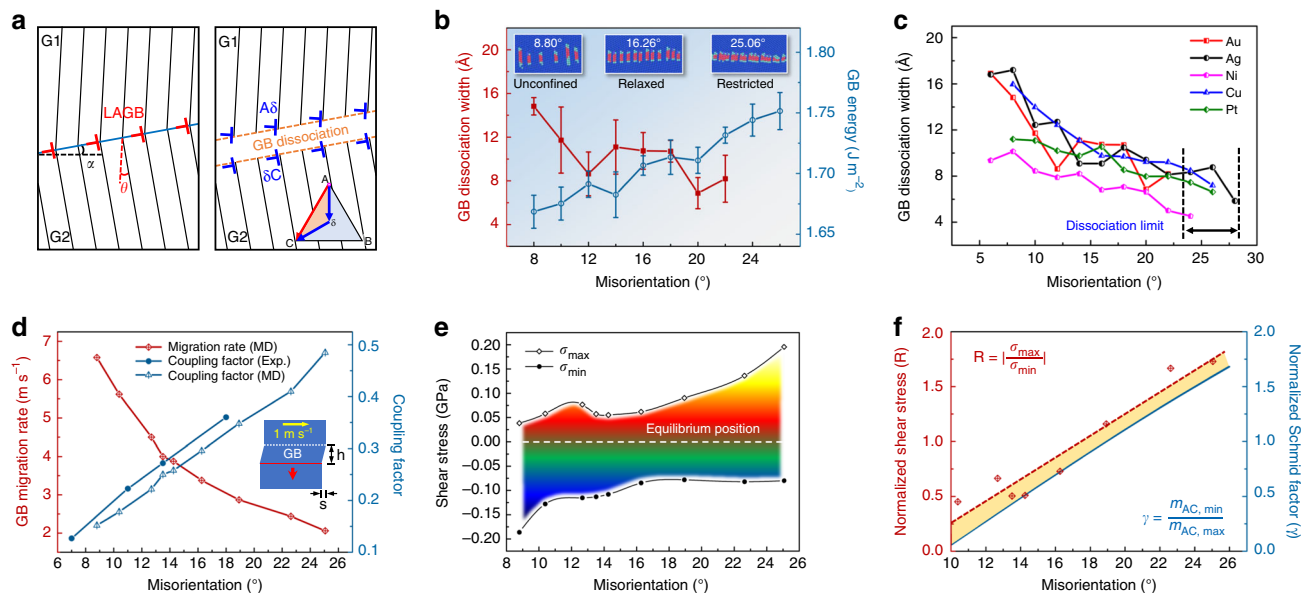 a
G1
LAGB
α
θ
G2
G1
Aδ
GB dissociation
δC
A
δ
C
B
G2
b
GB dissociation width (Å)
20
16
12
8
4
8.80°
16.26°
25.06°
Unconfined
Relaxed
Restricted
1.80
1.75
1.70
1.65
GB energy (J m⁻²)
8 12 16 20 24
Misorientation (°)
c
GB dissociation width (Å)
20
16
12
8
4
Au
Ag
Ni
Cu
Pt
Dissociation limit
5 10 15 20 25 30
Misorientation (°)
d
GB migration rate (m s⁻¹)
7
6
5
4
3
2
Migration rate (MD)
Coupling factor (Exp.)
Coupling factor (MD)
1 m s⁻¹
GB
h
s
0.5
0.4
0.3
0.2
0.1
Coupling factor
8 10 12 14 16 18 20 22 24 26
Misorientation (°)
e
Shear stress (GPa)
0.20
0.15
0.10
0.05
0.00
−0.05
−0.10
−0.15
−0.20
σmax
σmin
Equilibrium position
8 10 12 14 16 18 20 22 24 26
Misorientation (°)
f
Normalized shear stress (R)
2.0
1.5
1.0
0.5
0.0
R = |σmax/σmin|
γ = mAC, min/mAC, max
2.0
1.5
1.0
0.5
0.0
Normalized Schmid factor (γ)
10 12 14 16 18 20 22 24 26
Misorientation (°)